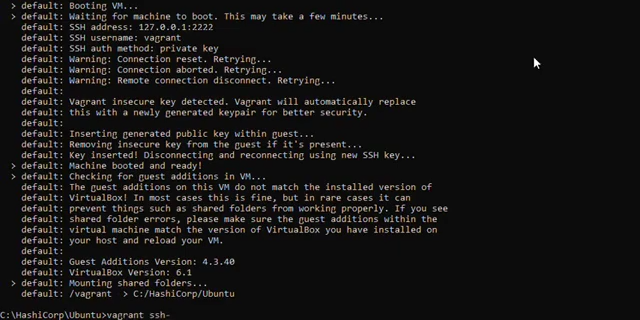 > default: Booting VM...
> default: Waiting for machine to boot. This may take a few minutes...
default: SSH address: 127.0.0.1:2222
default: SSH username: vagrant
default: SSH auth method: private key
default: Warning: Connection reset. Retrying...
default: Warning: Connection aborted. Retrying...
default: Warning: Remote connection disconnect. Retrying...
default:
default: Vagrant insecure key detected. Vagrant will automatically replace
default: this with a newly generated keypair for better security.
default:
default: Inserting generated public key within guest...
default: Removing insecure key from the guest if it's present...
default: Key inserted! Disconnecting and reconnecting using new SSH key...
> default: Machine booted and ready!
> default: Checking for guest additions in VM...
default: The guest additions on this VM do not match the installed version of
default: VirtualBox! In most cases this is fine, but in rare cases it can
default: prevent things such as shared folders from working properly. If you see
default: shared folder errors, please make sure the guest additions within the
default: virtual machine match the version of VirtualBox you have installed on
default: your host and reload your VM.
default:
default: Guest Additions Version: 4.3.40
default: VirtualBox Version: 6.1
> default: Mounting shared folders...
default: /vagrant > C:/HashiCorp/Ubuntu
C:\HashiCorp\Ubuntu>vagrant ssh-